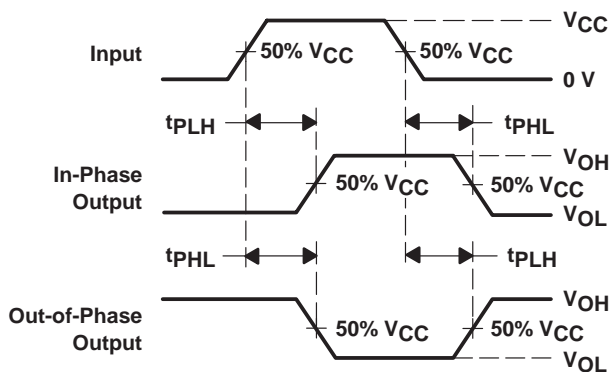 VCC
Input
50% VCC
50% VCC
0 V
tPLH
tPHL
In-Phase
Output
VOH
50% VCC
50% VCC
VOL
tPHL
tPLH
Out-of-Phase
Output
VOH
50% VCC
50% VCC
VOL